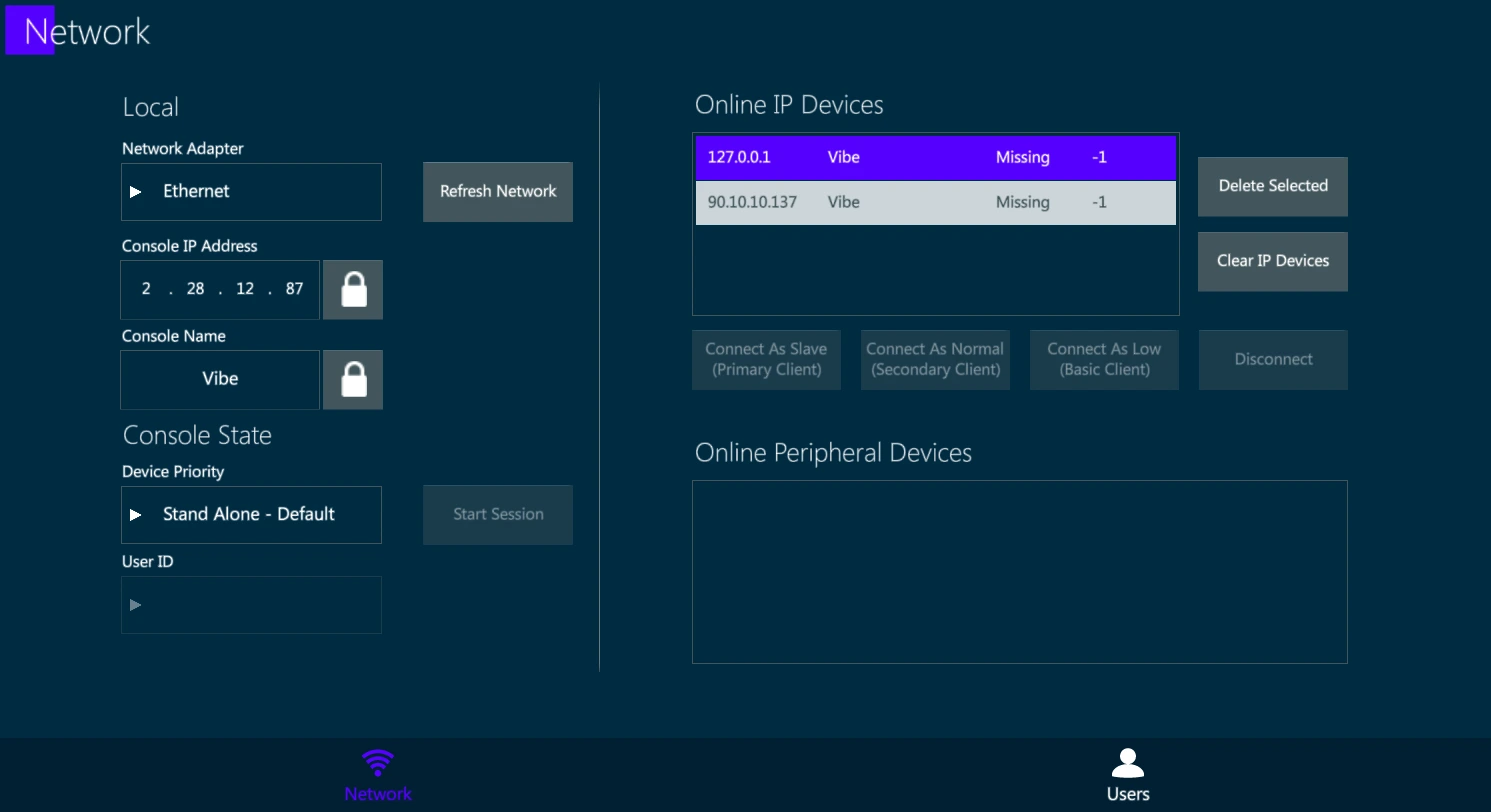 Network
Local
Network Adapter
Ethernet
Refresh Network
Console IP Address
2 . 28 . 12 . 87
Console Name
Vibe
Console State
Device Priority
Stand Alone - Default
Start Session
User ID
Online IP Devices
127.0.0.1 Vibe Missing -1
90.10.10.137 Vibe Missing -1
Delete Selected
Clear IP Devices
Connect As Slave
(Primary Client)
Connect As Normal
(Secondary Client)
Connect As Low
(Basic Client)
Disconnect
Online Peripheral Devices
Network
Users